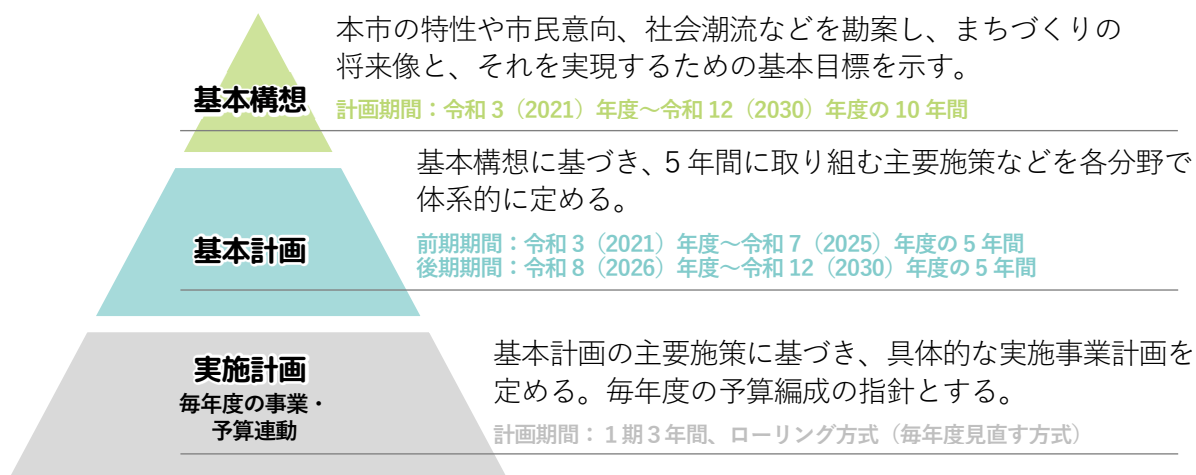 本市の特性や市民意向、社会潮流などを勘案し、まちづくりの
将来像と、それを実現するための基本目標を示す。
基本構想
計画期間：令和3（2021）年度～令和12（2030）年度の10年間
基本構想に基づき、5年間に取り組む主要施策などを各分野で
体系的に定める。
基本計画
前期期間：令和3（2021）年度～令和7（2025）年度の5年間
後期期間：令和8（2026）年度～令和12（2030）年度の5年間
実施計画
毎年度の事業・
予算連動
基本計画の主要施策に基づき、具体的な実施事業計画を
定める。毎年度の予算編成の指針とする。
計画期間：１期３年間、ローリング方式（毎年度見直す方式）